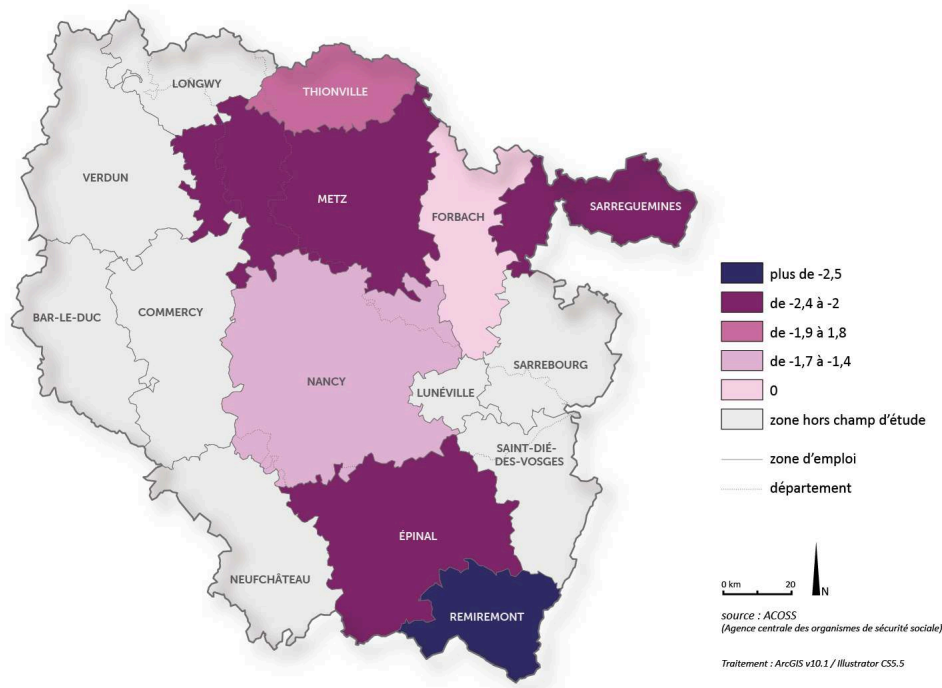 LONGWY
THIONVILLE
VERDUN
METZ
FORBACH
SARREGUEMINES
BAR-LE-DUC
COMMERCY
NANCY
LUNÉVILLE
SARREBOURG
SAINT-DIÉ-
DES-VOSGES
ÉPINAL
NEUFCHÂTEAU
REMIREMONT
plus de -2,5
de -2,4 à -2
de -1,9 à 1,8
de -1,7 à -1,4
0
zone hors champ d'étude
zone d'emploi
département
0 km 20
N
source : ACOSS
(Agence centrale des organismes de sécurité sociale)
Traitement : ArcGIS v10.1 / Illustrator CS5.5